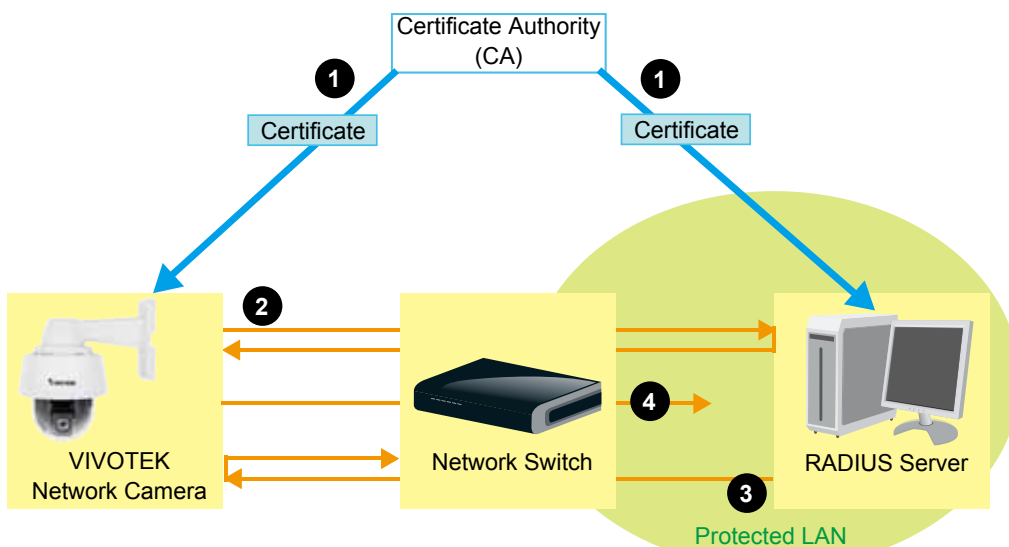 Certificate Authority
(CA)
1
1
Certificate
Certificate
2
4
VIVOTEK
Network Camera
Network Switch
RADIUS Server
3
Protected LAN